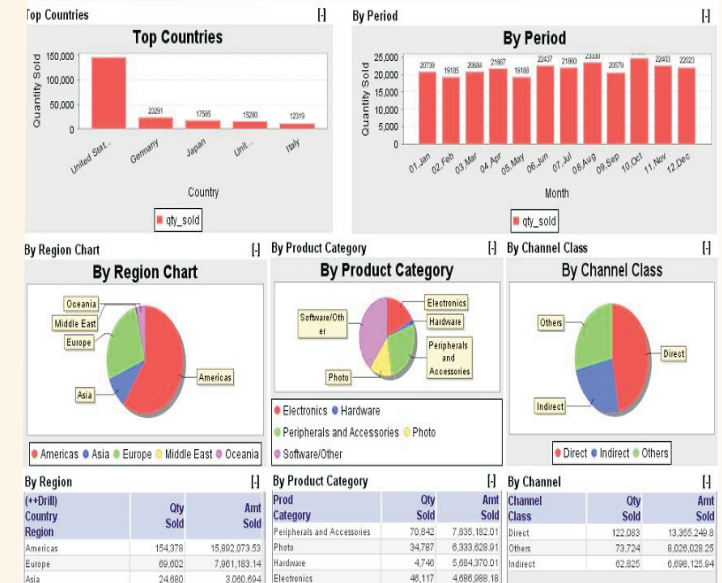 Top Countries [-]
Top Countries
Quantity Sold
150,000
100,000
50,000
0
23291
17585
15280
12319
United Stat...
Germany
Japan
Unit...
Italy
Country
qty_sold
By Period [-]
By Period
Quantity Sold
25,000
20,000
15,000
10,000
5,000
0
20739
19185
20684
21667
19188
22437
21860
20579
22403
22023
01.Jan
02.Feb
03.Mar
04.Apr
05.May
06.Jun
07.Jul
08.Aug
09.Sep
10.Oct
11.Nov
12.Dec
Month
qty_sold
By Region Chart [-]
By Region Chart
Oceania
Middle East
Europe
Asia
Americas
Americas Asia Europe Middle East Oceania
By Product Category [-]
By Product Category
Software/Oth
er
Electronics
Hardware
Peripherals
and
Accessories
Photo
Electronics Hardware
Peripherals and Accessories Photo
Software/Other
By Channel Class [-]
By Channel Class
Others
Direct
Indirect
Direct Indirect Others
By Region [-]
(++Drill)
Country
Region
Qty
Sold
Amt
Sold
Americas 154,378 15,892,073.53
Europe 69,602 7,961,183.14
Asia 24,680 3,060,694
By Product Category [-]
Prod
Category
Qty
Sold
Amt
Sold
Peripherals and Accessories 70,842 7,835,182.01
Photo 34,787 6,333,628.91
Hardware 4,746 5,684,370.01
Electronics 46,117 4,686,988.18
By Channel [-]
Channel
Class
Qty
Sold
Amt
Sold
Direct 122,083 13,355,249.8
Others 73,724 8,026,028.25
Indirect 62,825 6,698,125.94